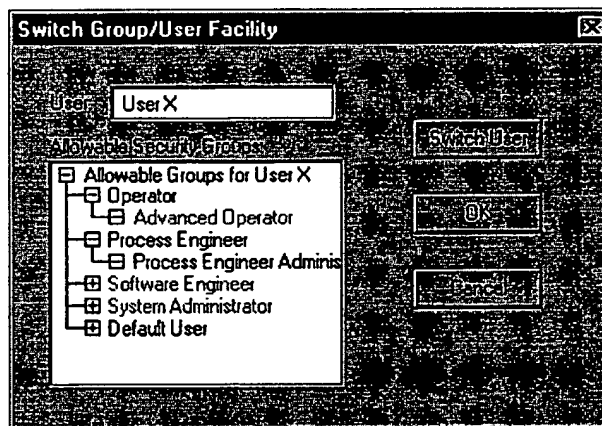 Switch Group/User Facility
User
User X
Switch User
Allowable Security Groups:
Allowable Groups for User X
Operator
Advanced Operator
OK
Process Engineer
Process Engineer Adminis
Cancel
Software Engineer
System Administrator
Default User